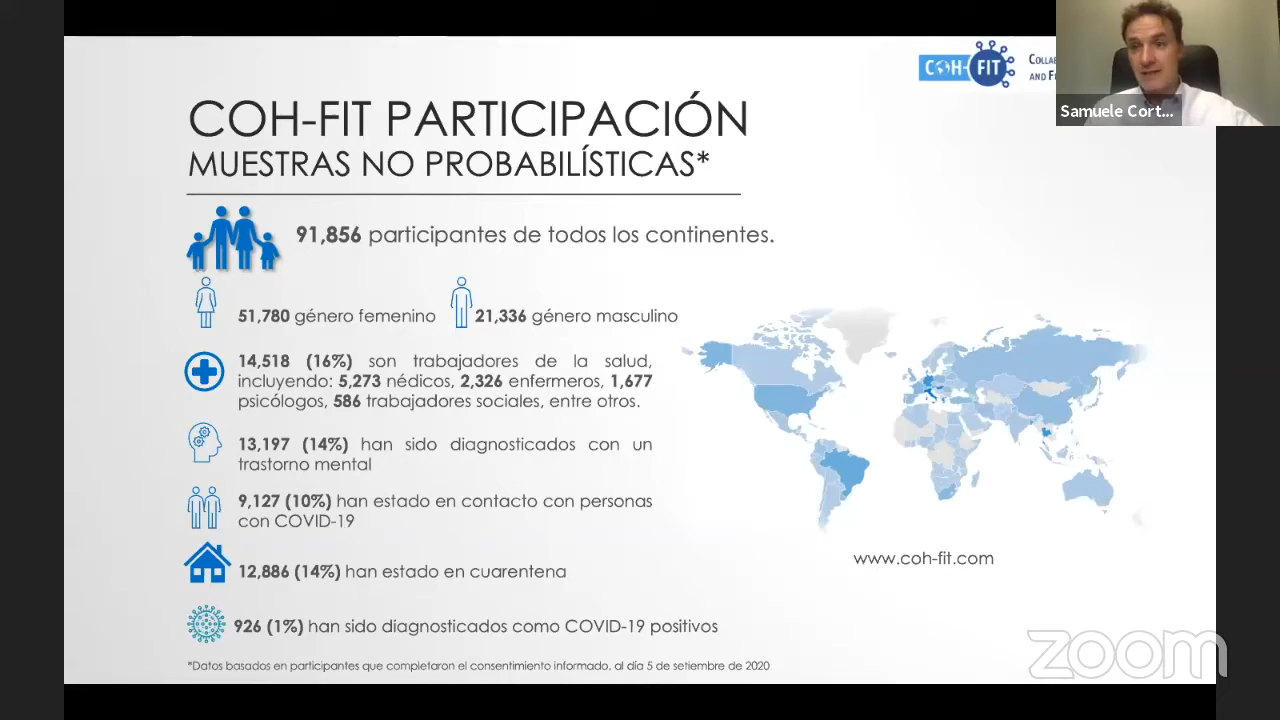 COH-FIT
COLLAB
AND F
Samuele Cort...
COH-FIT PARTICIPACIÓN
MUESTRAS NO PROBABILÍSTICAS*
91,856 participantes de todos los continentes.
51,780 género femenino
21,336 género masculino
14,518 (16%) son trabajadores de la salud,
incluyendo: 5,273 nédicos, 2,326 enfermeros, 1,677
psicólogos, 586 trabajadores sociales, entre otros.
13,197 (14%) han sido diagnosticados con un
trastorno mental
9,127 (10%) han estado en contacto con personas
con COVID-19
12,886 (14%) han estado en cuarentena
926 (1%) han sido diagnosticados como COVID-19 positivos
www.coh-fit.com
*Datos basados en participantes que completaron el consentimiento informado, al día 5 de setiembre de 2020
zoom